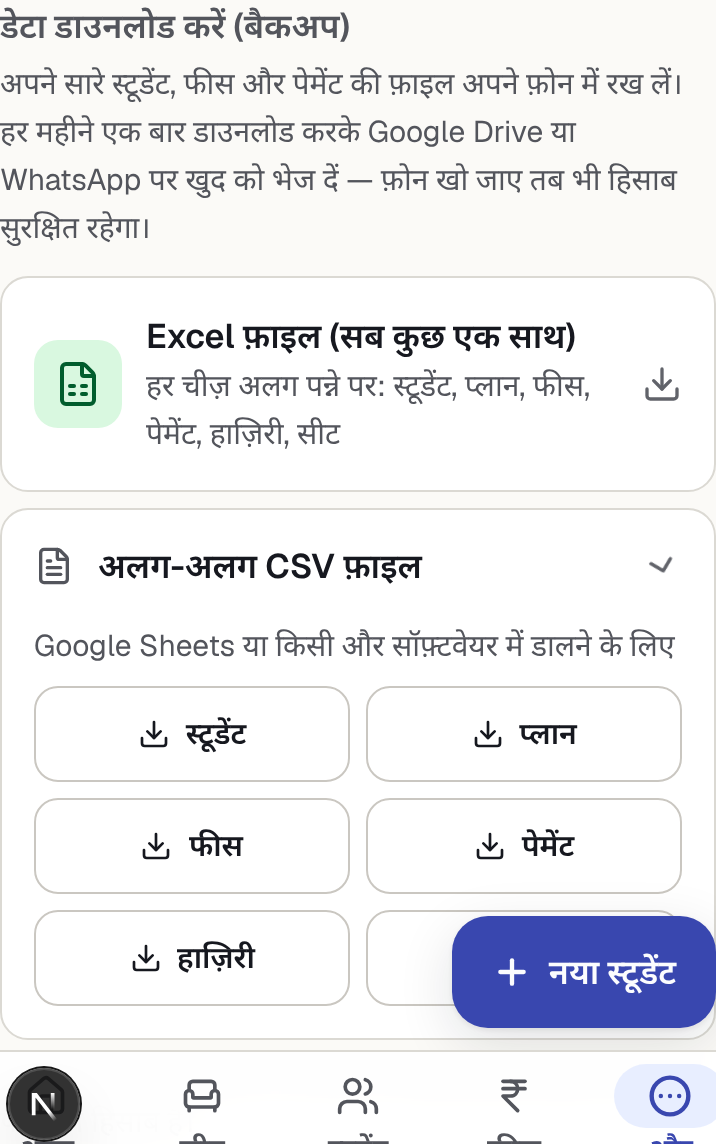 डेटा डाउनलोड करें (बैकअप)
अपने सारे स्टूडेंट, फीस और पेमेंट की फ़ाइल अपने फ़ोन में रख लें।
हर महीने एक बार डाउनलोड करके Google Drive या
WhatsApp पर खुद को भेज दें — फ़ोन खो जाए तब भी हिसाब
सुरक्षित रहेगा।
Excel फ़ाइल (सब कुछ एक साथ)
हर चीज़ अलग पन्ने पर: स्टूडेंट, प्लान, फीस,
पेमेंट, हाज़िरी, सीट
अलग-अलग CSV फ़ाइल
Google Sheets या किसी और सॉफ़्टवेयर में डालने के लिए
स्टूडेंट
प्लान
फीस
पेमेंट
हाज़िरी
+ नया स्टूडेंट
N